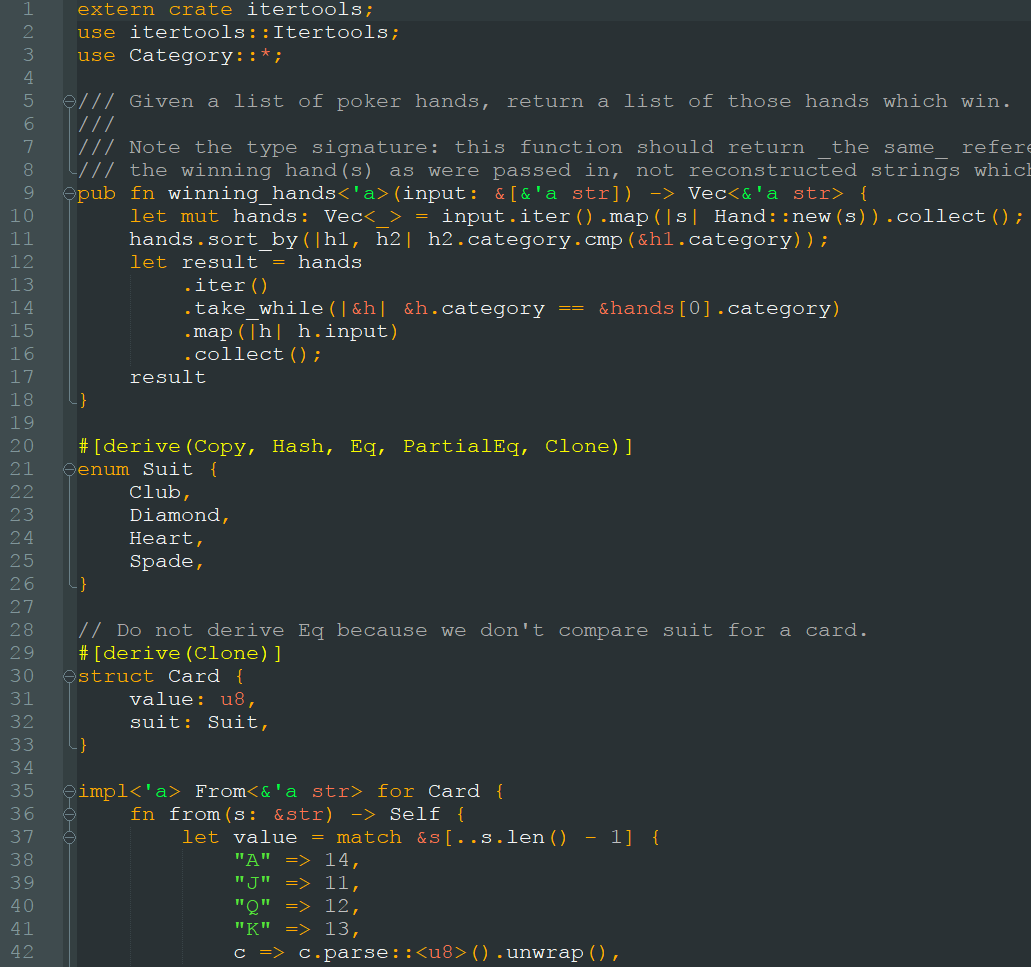 1 extern crate itertools;
2 use itertools::Itertools;
3 use Category::*;
4
5 /// Given a list of poker hands, return a list of those hands which win.
6 ///
7 /// Note the type signature: this function should return _the same_ refere
8 /// the winning hand(s) as were passed in, not reconstructed strings which
9 pub fn winning_hands<'a>(input: &[&'a str]) -> Vec<&'a str> {
10     let mut hands: Vec<_> = input.iter().map(|s| Hand::new(s)).collect();
11     hands.sort_by(|h1, h2| h2.category.cmp(&h1.category));
12     let result = hands
13         .iter()
14         .take_while(|&h| &h.category == &hands[0].category)
15         .map(|h| h.input)
16         .collect();
17     result
18 }
19
20 #[derive(Copy, Hash, Eq, PartialEq, Clone)]
21 enum Suit {
22     Club,
23     Diamond,
24     Heart,
25     Spade,
26 }
27
28 // Do not derive Eq because we don't compare suit for a card.
29 #[derive(Clone)]
30 struct Card {
31     value: u8,
32     suit: Suit,
33 }
34
35 impl<'a> From<&'a str> for Card {
36     fn from(s: &str) -> Self {
37         let value = match &s[..s.len() - 1] {
38             "A" => 14,
39             "J" => 11,
40             "Q" => 12,
41             "K" => 13,
42             c => c.parse::<u8>().unwrap(),